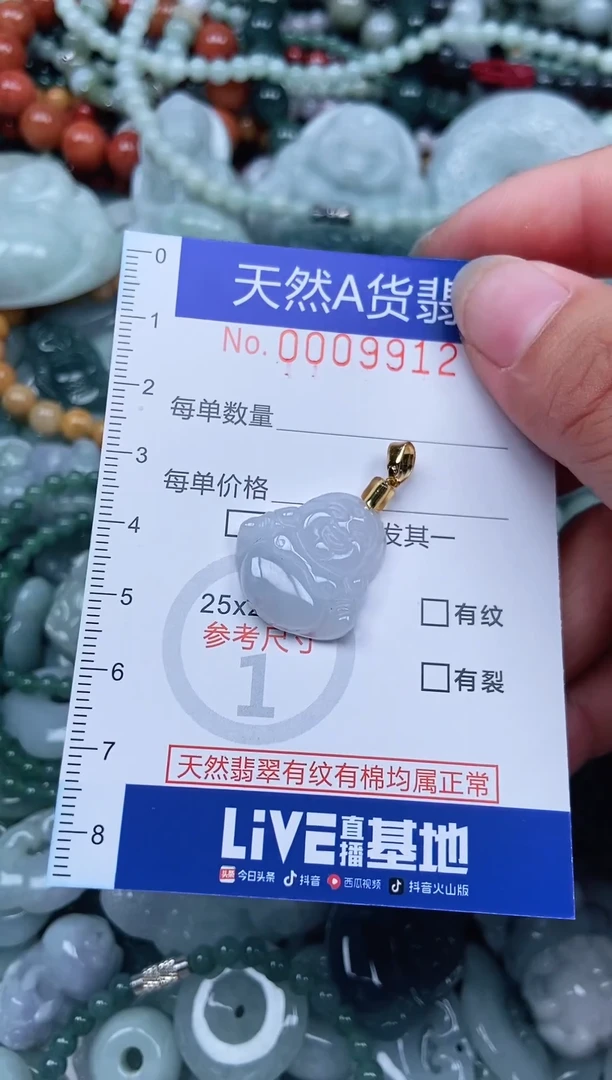 0
天然A货翡
1
No. 0009912
2
每单数量
3
每单价格
4
发其一
5
25x2
有纹
参考尺寸
6
1
有裂
7
天然翡翠有纹有棉均属正常
8
LiVE直播基地
头条 今日头条 抖音 西瓜视频 抖音火山版